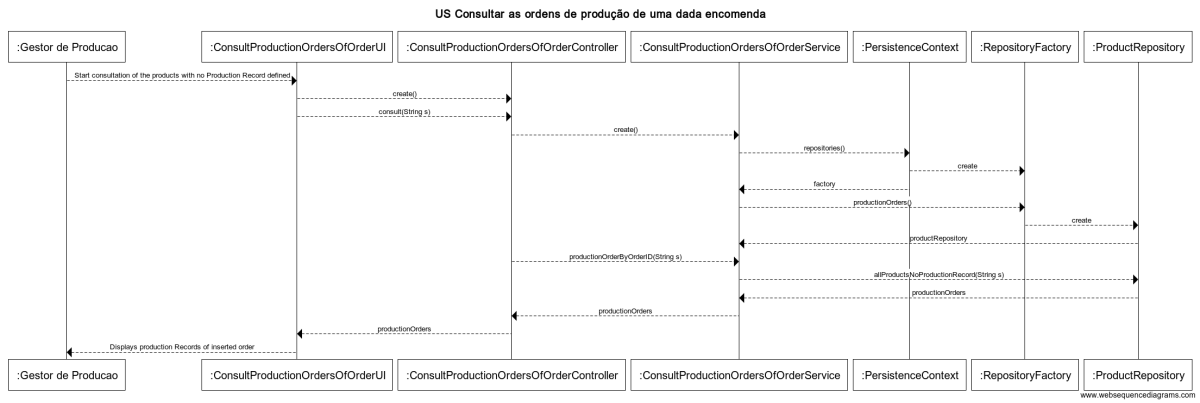 US Consultar as ordens de produção de uma dada encomenda
:Gestor de Producao :ConsultProductionOrdersOfOrderUI :ConsultProductionOrdersOfOrderController :ConsultProductionOrdersOfOrderService :PersistenceContext :RepositoryFactory :ProductRepository
Start consultation of the products with no Production Record defined
create()
consult(String s)
create()
repositories()
create
factory
productionOrders()
create
productRepository
productionOrderByOrderID(String s)
allProductsNoProductionRecord(String s)
productionOrders
productionOrders
productionOrders
Displays production Records of inserted order
:Gestor de Producao :ConsultProductionOrdersOfOrderUI :ConsultProductionOrdersOfOrderController :ConsultProductionOrdersOfOrderService :PersistenceContext :RepositoryFactory :ProductRepository
www.websequencediagrams.com